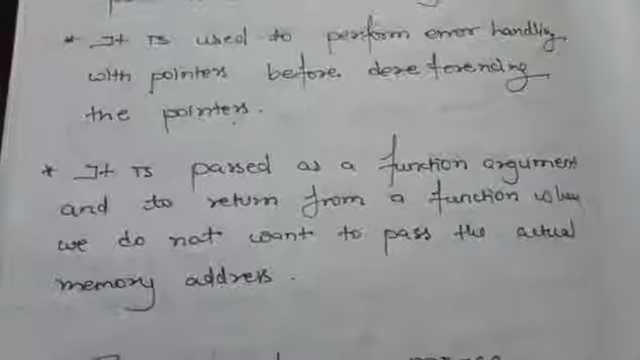 * It is used to perform error handling
with pointers before dereferencing
the pointers.
* It is passed as a function argument
and to return from a function when
we do not want to pass the actual
memory address.